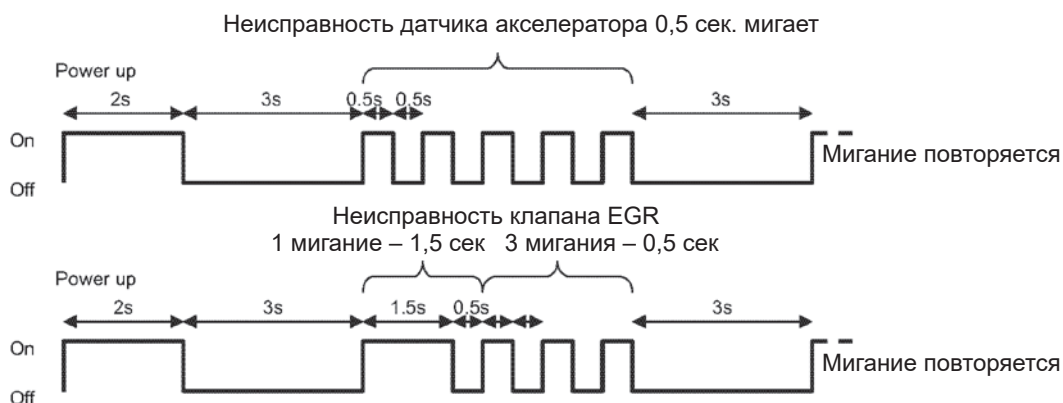 Неисправность датчика акселератора 0,5 сек. мигает
Power up
2s 3s 0.5s 0.5s 3s
On
Off
Мигание повторяется
Неисправность клапана EGR
1 мигание – 1,5 сек 3 мигания – 0,5 сек
Power up
2s 3s 1.5s 0.5s 3s
On
Off
Мигание повторяется